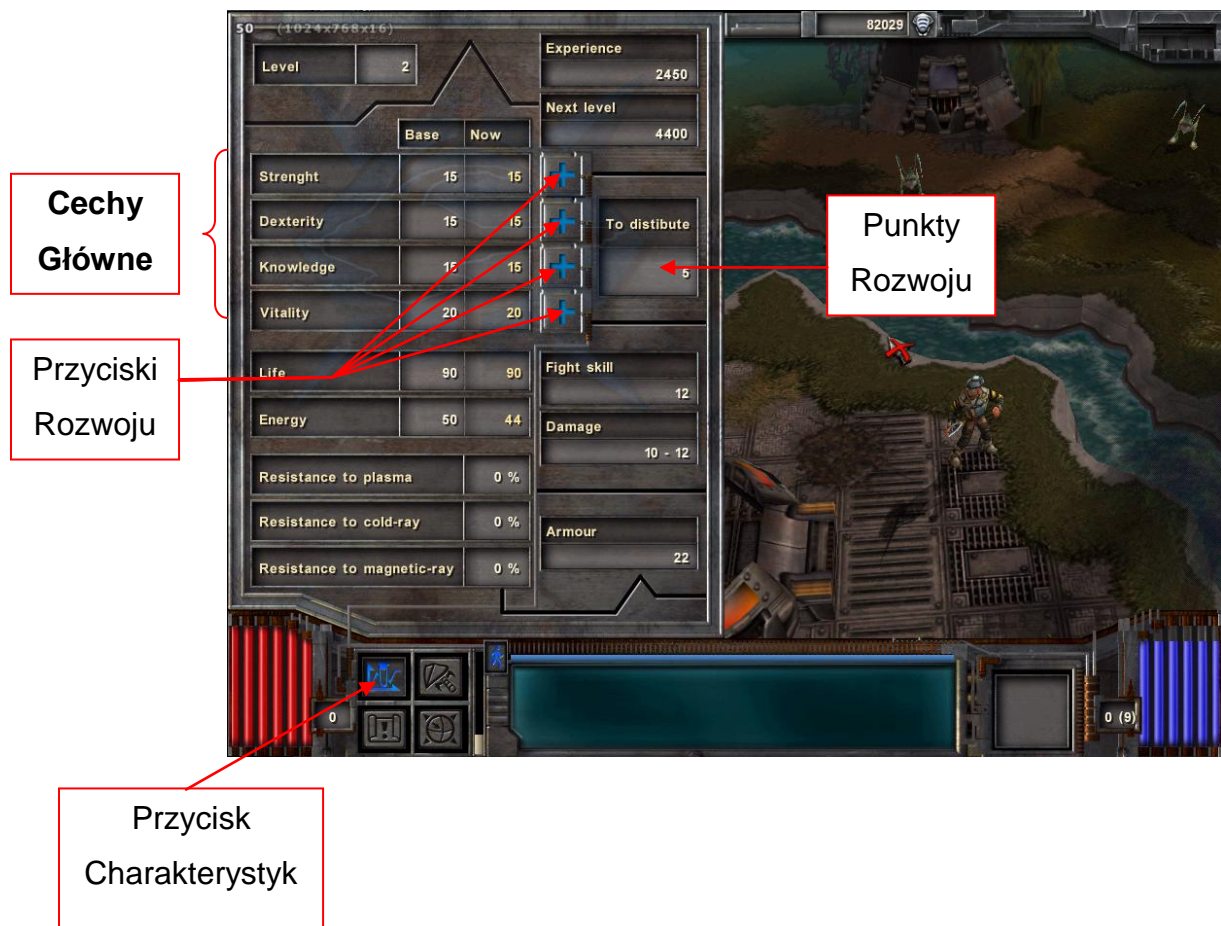 50 (1024x768x16)
82029
Level 2
Experience
2450
Next level
4400
Base Now
Strenght 15 15
Dexterity 15 15
Knowledge 15 15
Vitality 20 20
To distibute
5
Life 90 90
Energy 50 44
Fight skill
12
Damage
10 - 12
Resistance to plasma 0 %
Resistance to cold-ray 0 %
Resistance to magnetic-ray 0 %
Armour
22
0
0 (9)
Cechy
Główne
Przyciski
Rozwoju
Punkty
Rozwoju
Przycisk
Charakterystyk